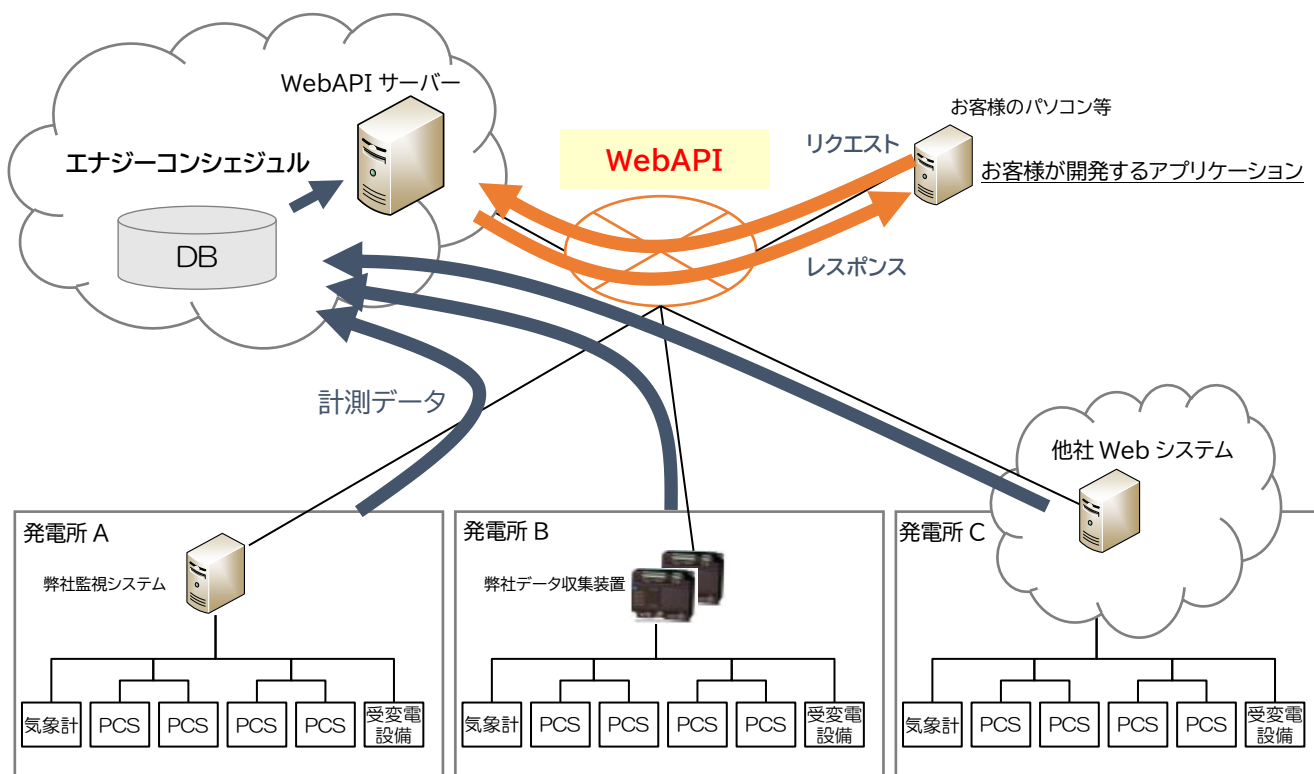 WebAPI サーバー
エナジーコンシェジュル
DB
WebAPI
リクエスト
レスポンス
お客様のパソコン等
お客様が開発するアプリケーション
計測データ
他社 Web システム
発電所 A
弊社監視システム
気象計
PCS
PCS
PCS
PCS
受変電
設備
発電所 B
弊社データ収集装置
気象計
PCS
PCS
PCS
PCS
受変電
設備
発電所 C
気象計
PCS
PCS
PCS
PCS
受変電
設備